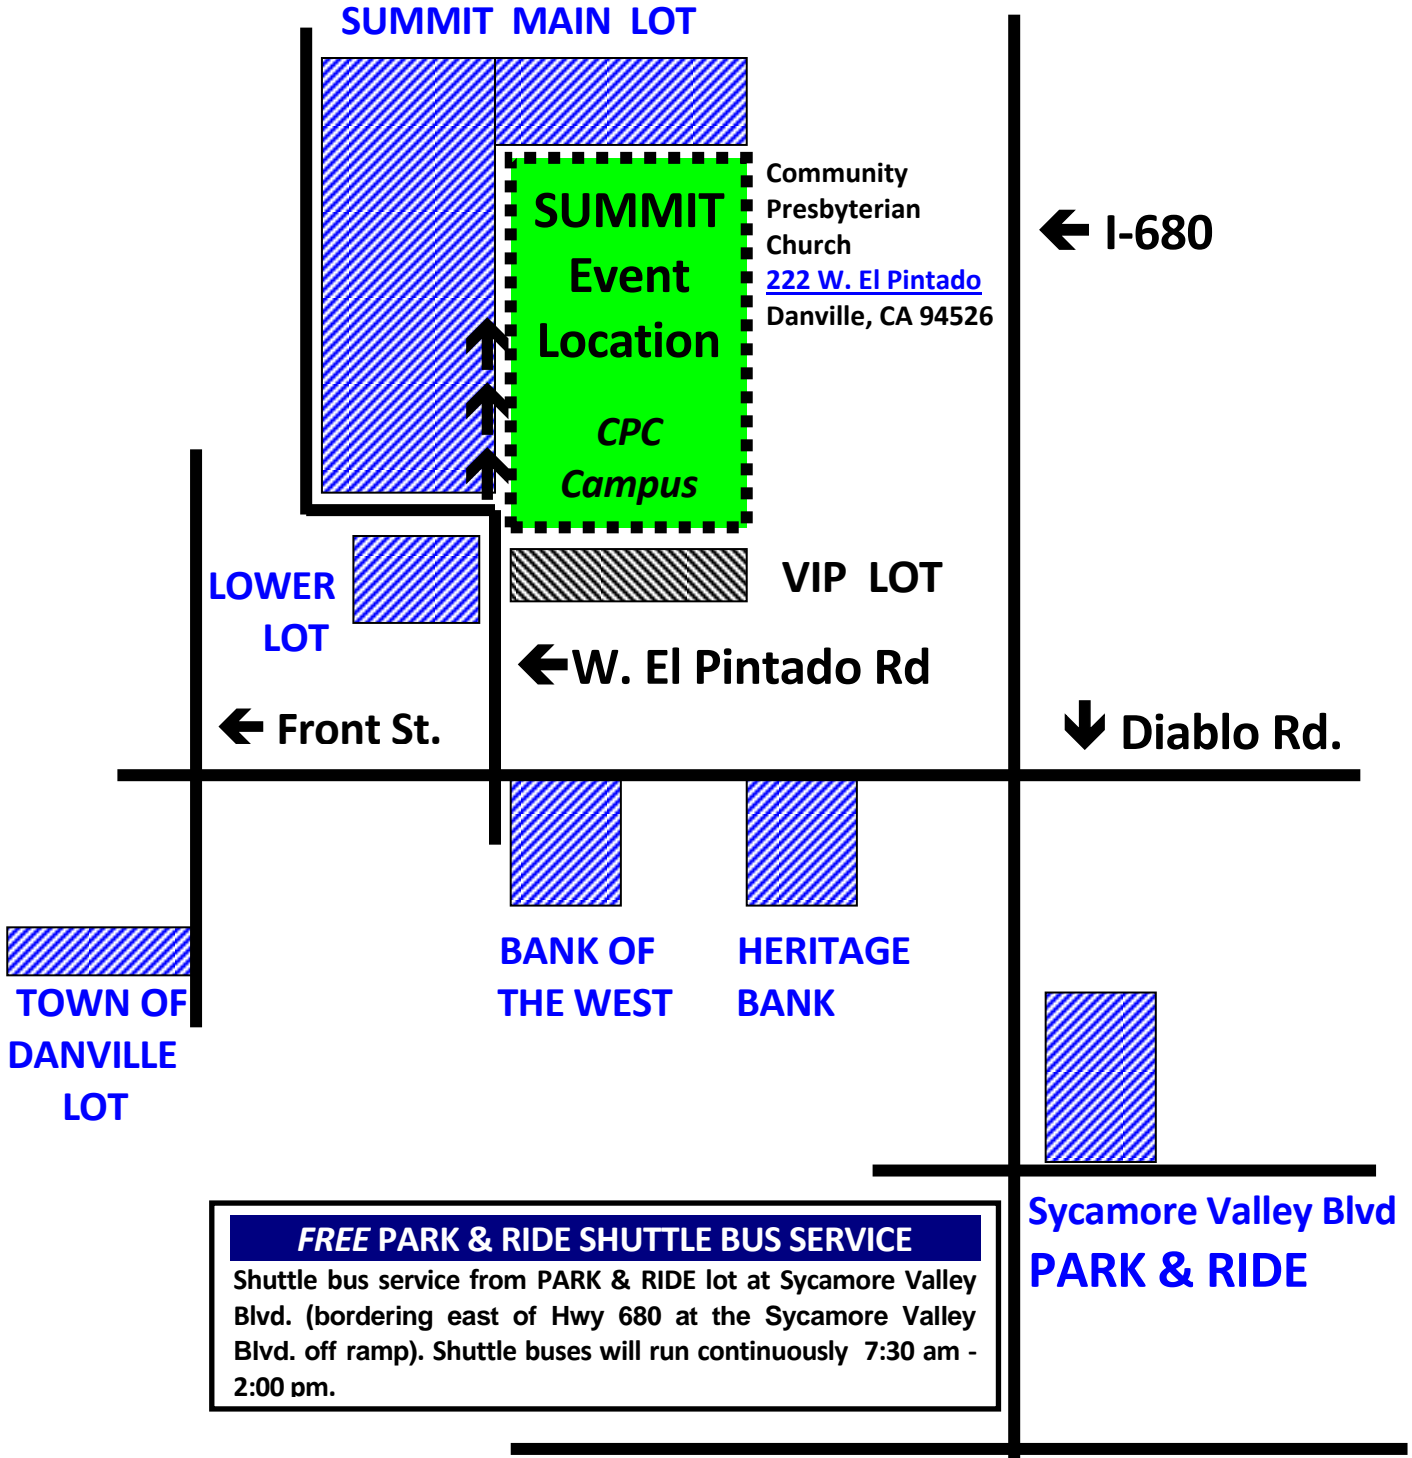 SUMMIT MAIN LOT
SUMMIT
Event
Location
CPC
Campus
Community
Presbyterian
Church
222 W. El Pintado
Danville, CA 94526
I-680
LOWER
LOT
VIP LOT
W. El Pintado Rd
Front St.
Diablo Rd.
BANK OF
THE WEST
HERITAGE
BANK
TOWN OF
DANVILLE
LOT
Sycamore Valley Blvd
PARK & RIDE
FREE PARK & RIDE SHUTTLE BUS SERVICE
Shuttle bus service from PARK & RIDE lot at Sycamore Valley
Blvd. (bordering east of Hwy 680 at the Sycamore Valley
Blvd. off ramp). Shuttle buses will run continuously 7:30 am -
2:00 pm.